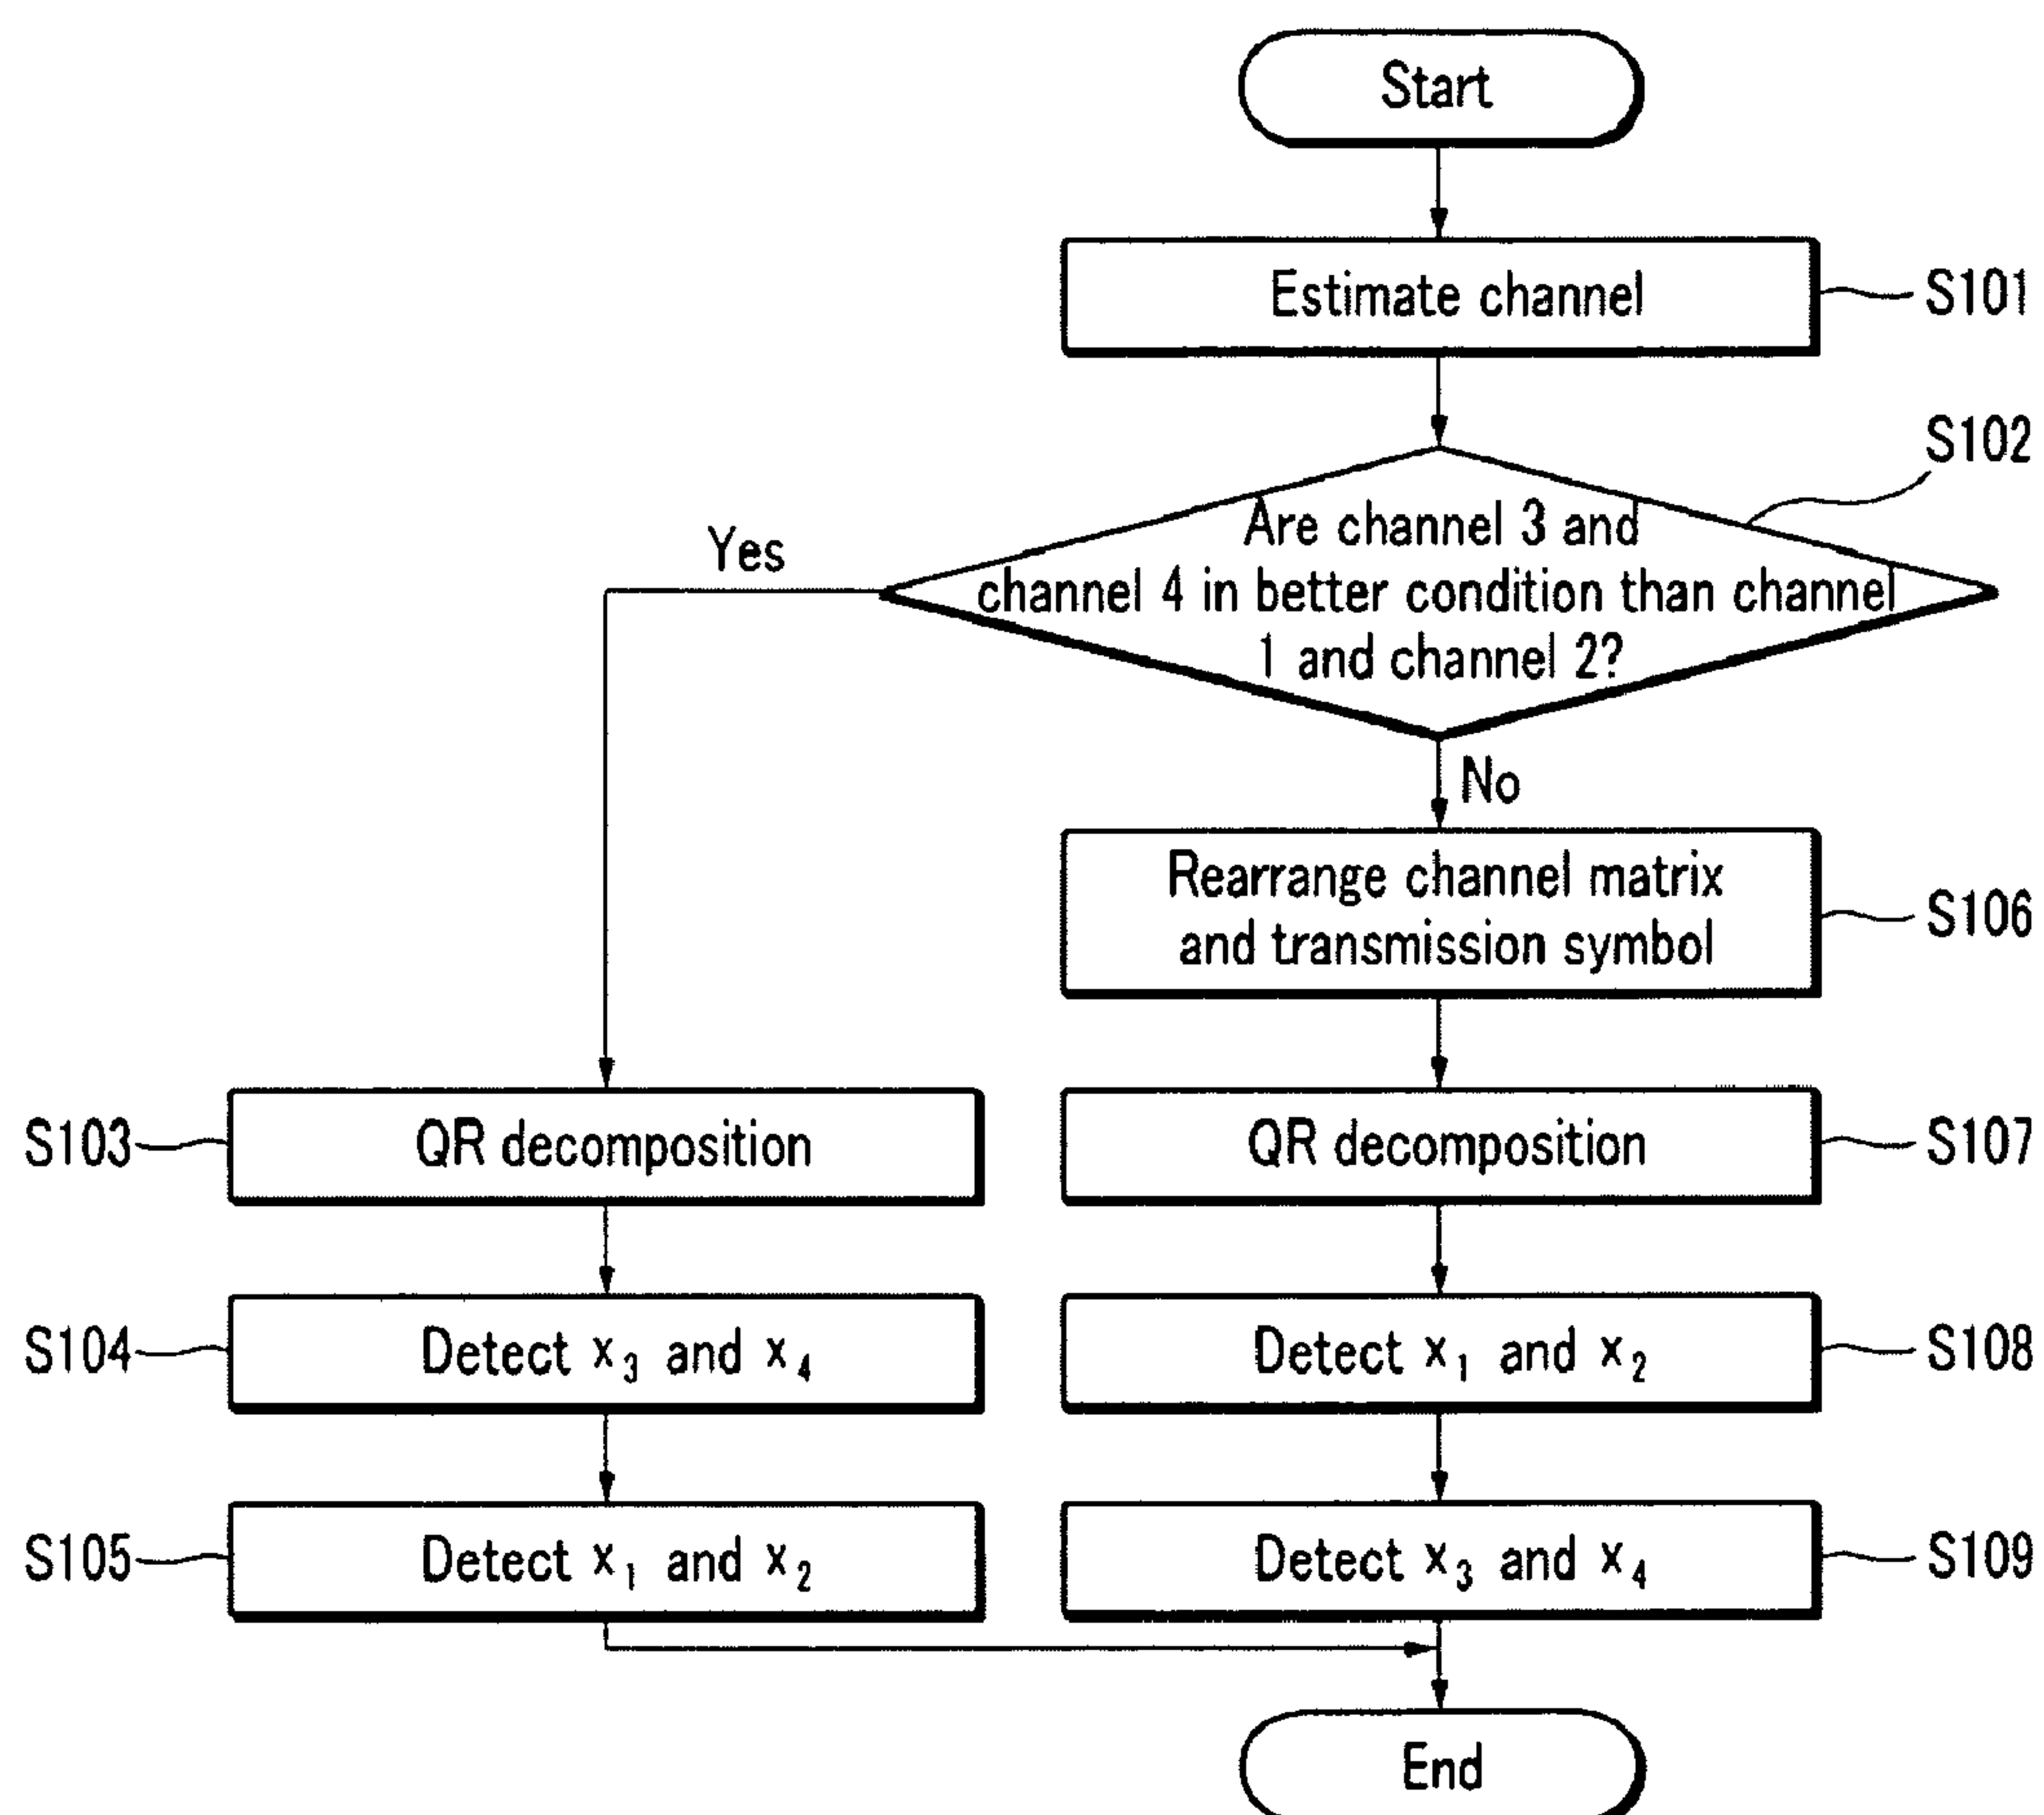 Start
Estimate channel
S101
S102
Are channel 3 and
channel 4 in better condition than channel
1 and channel 2?
Yes
No
Rearrange channel matrix
and transmission symbol
S106
S103
QR decomposition
QR decomposition
S107
S104
Detect x₃ and x₄
Detect x₁ and x₂
S108
S105
Detect x₁ and x₂
Detect x₃ and x₄
S109
End